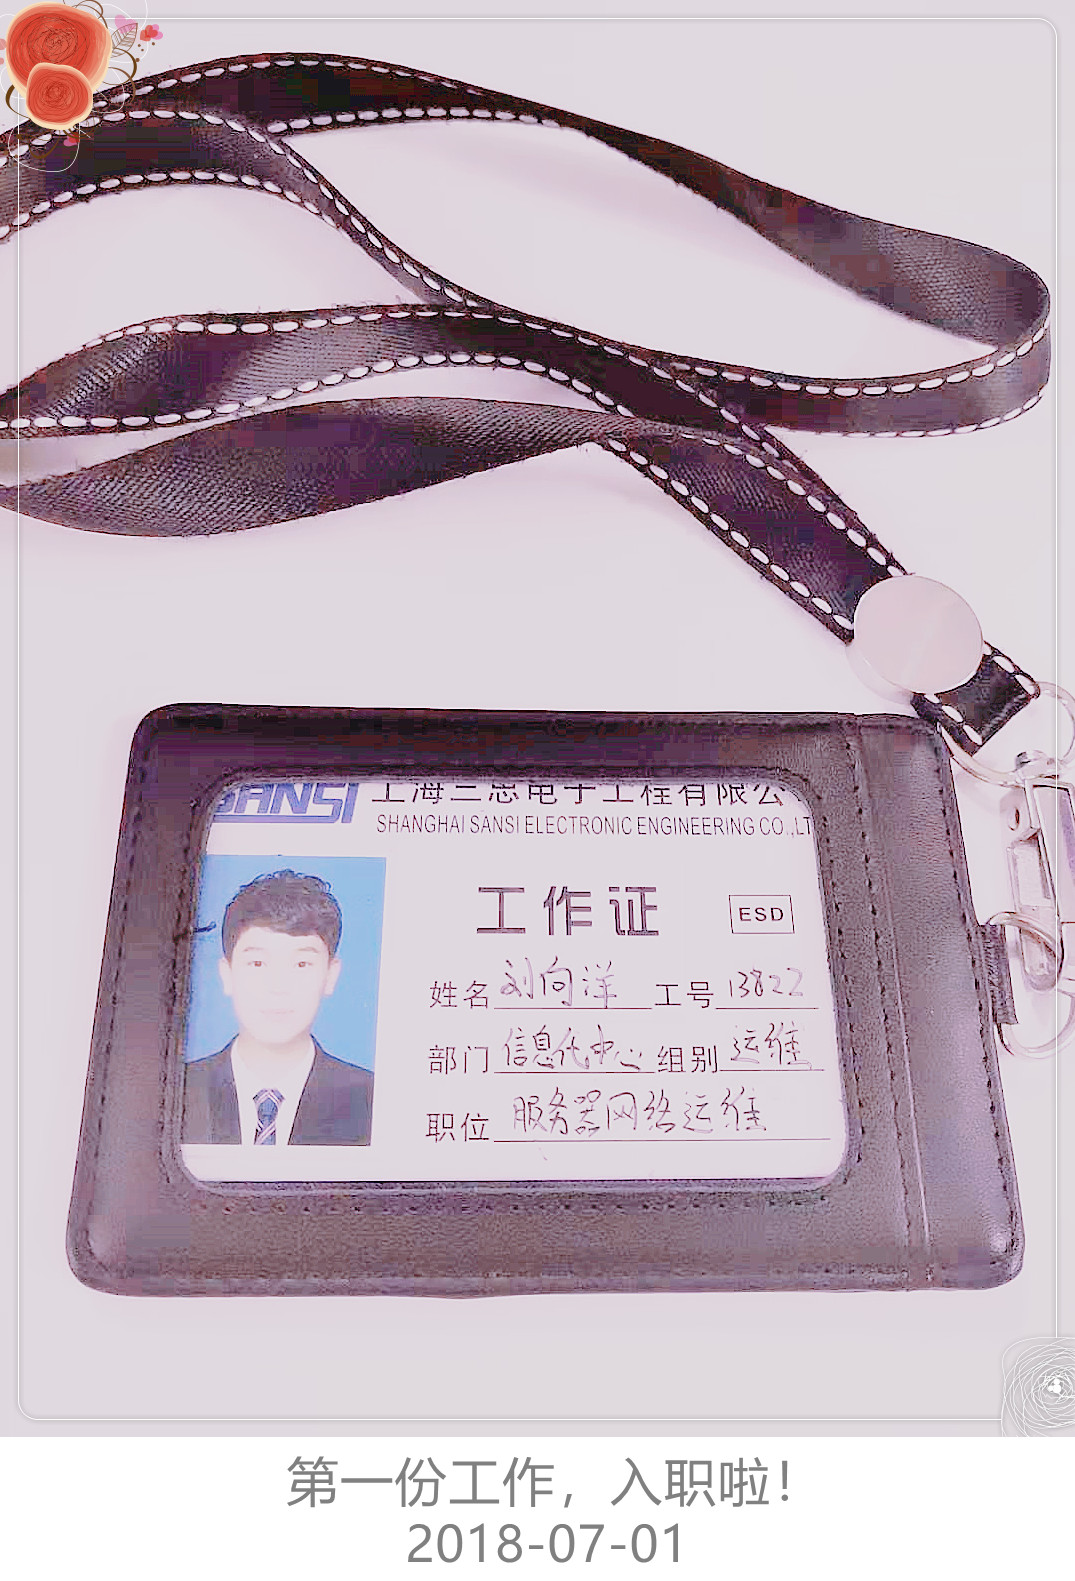 SANSI 上海三思电子工程有限公
SHANGHAI SANSI ELECTRONIC ENGINEERING CO.,LT
工作证 ESD
姓名 刘向洋 工号 13822
部门 信息化中心 组别 运维
职位 服务器网络运维
第一份工作，入职啦！
2018-07-01